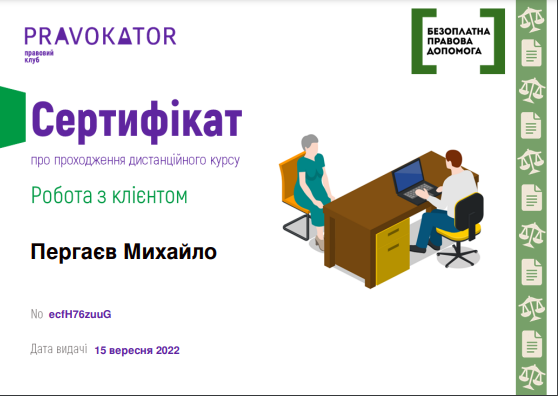 PRAVOKATOR
правовий
клуб
БЕЗОПЛАТНА
ПРАВОВА
ДОПОМОГА
Сертифікат
про проходження дистанційного курсу
Робота з клієнтом
Пергаєв Михайло
No ecfH76zuuG
Дата видачі 15 вересня 2022